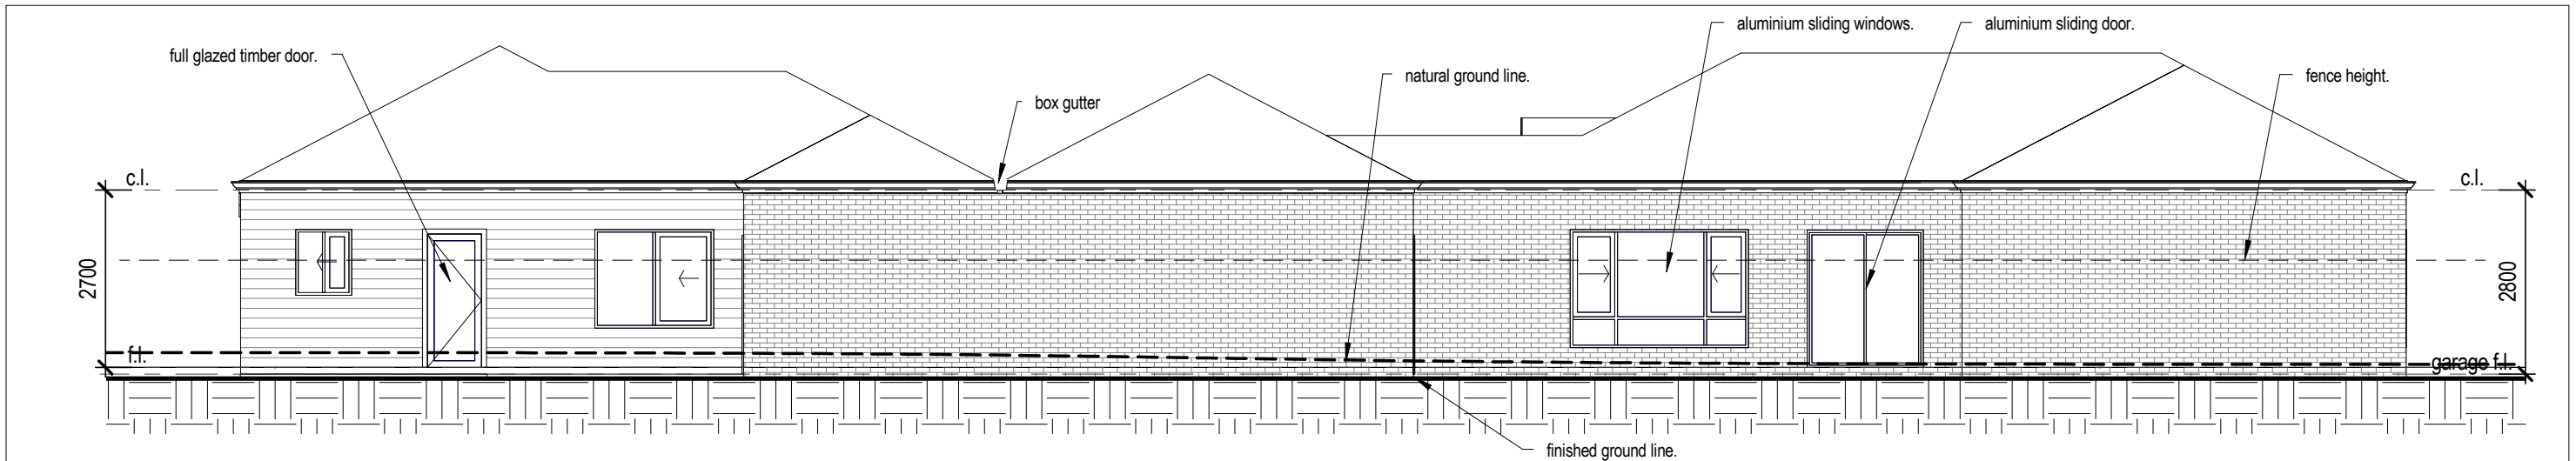 aluminium sliding windows.
aluminium sliding door.
full glazed timber door.
natural ground line.
fence height.
box gutter
c.l.
c.l.
2700
2800
f.l.
garage f.l.
finished ground line.